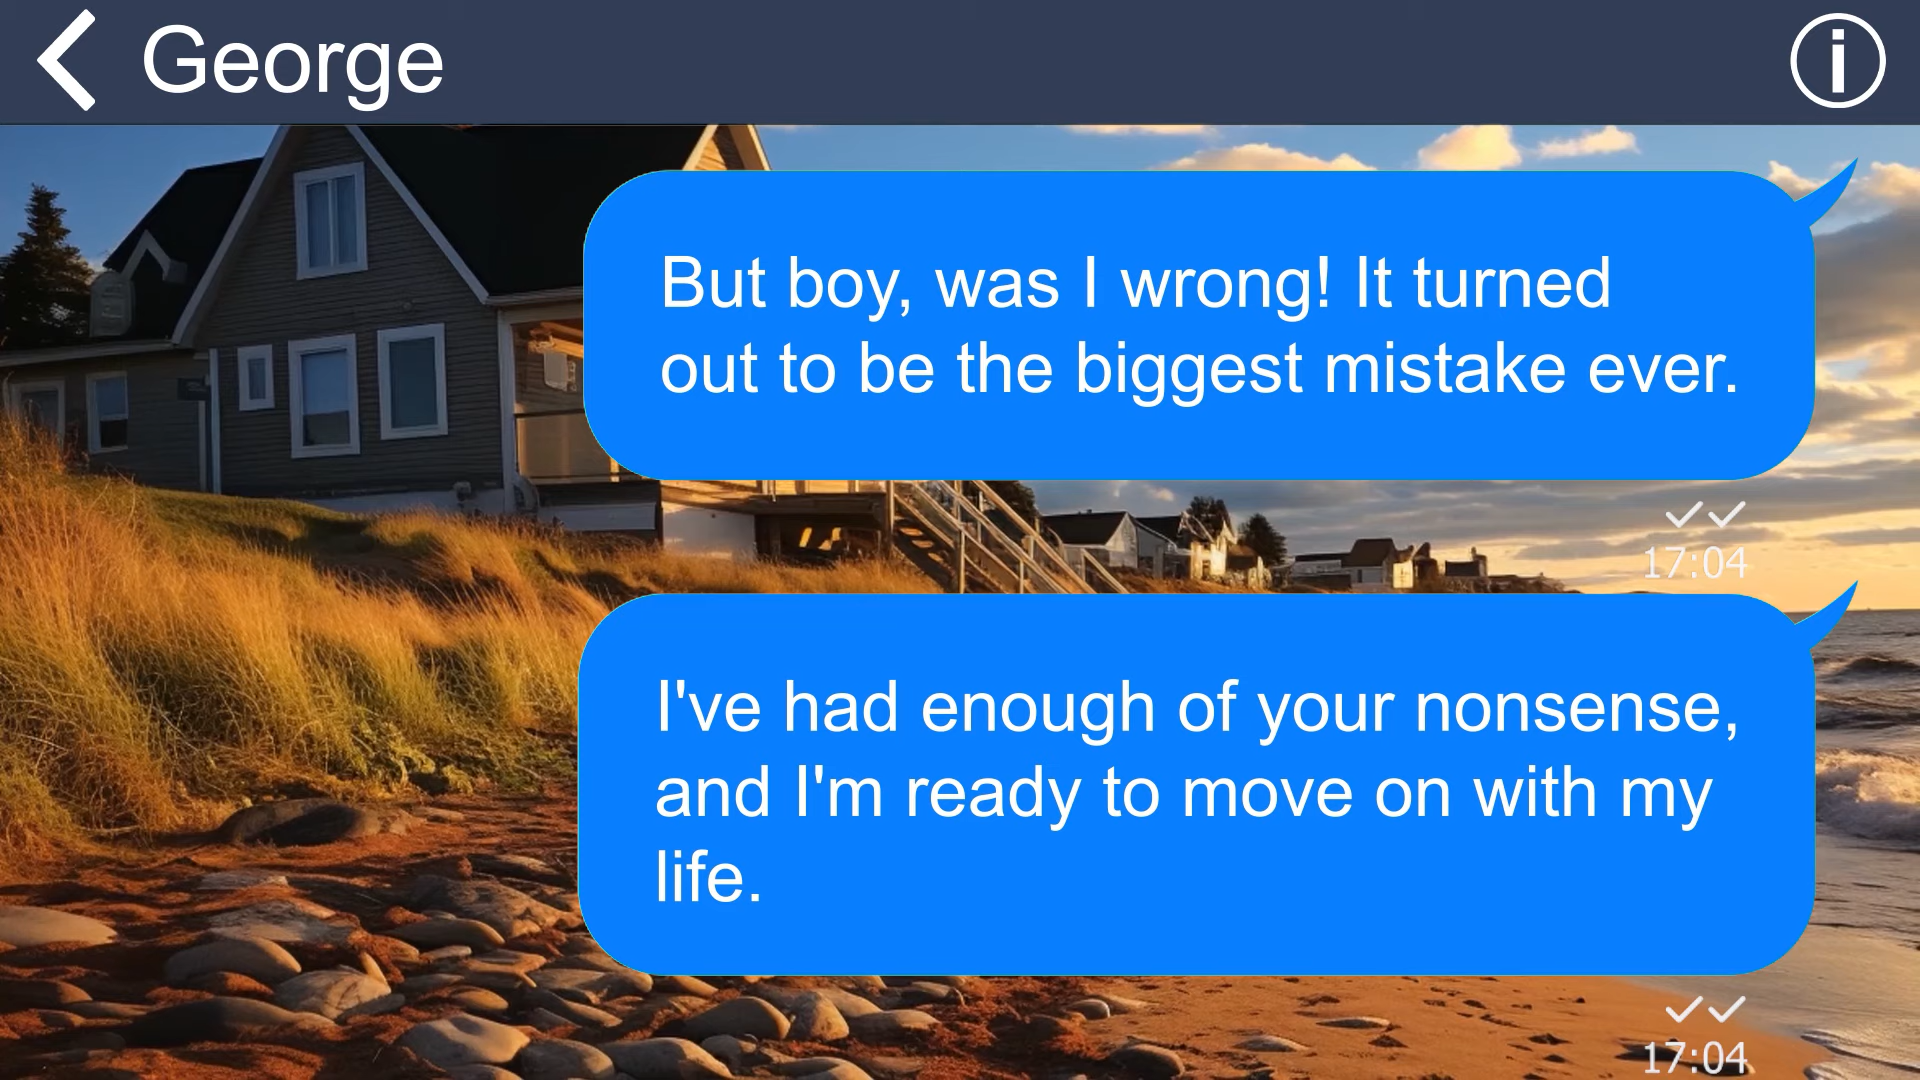 George
But boy, was I wrong! It turned
out to be the biggest mistake ever.
17:04
I've had enough of your nonsense,
and I'm ready to move on with my
life.
17:04